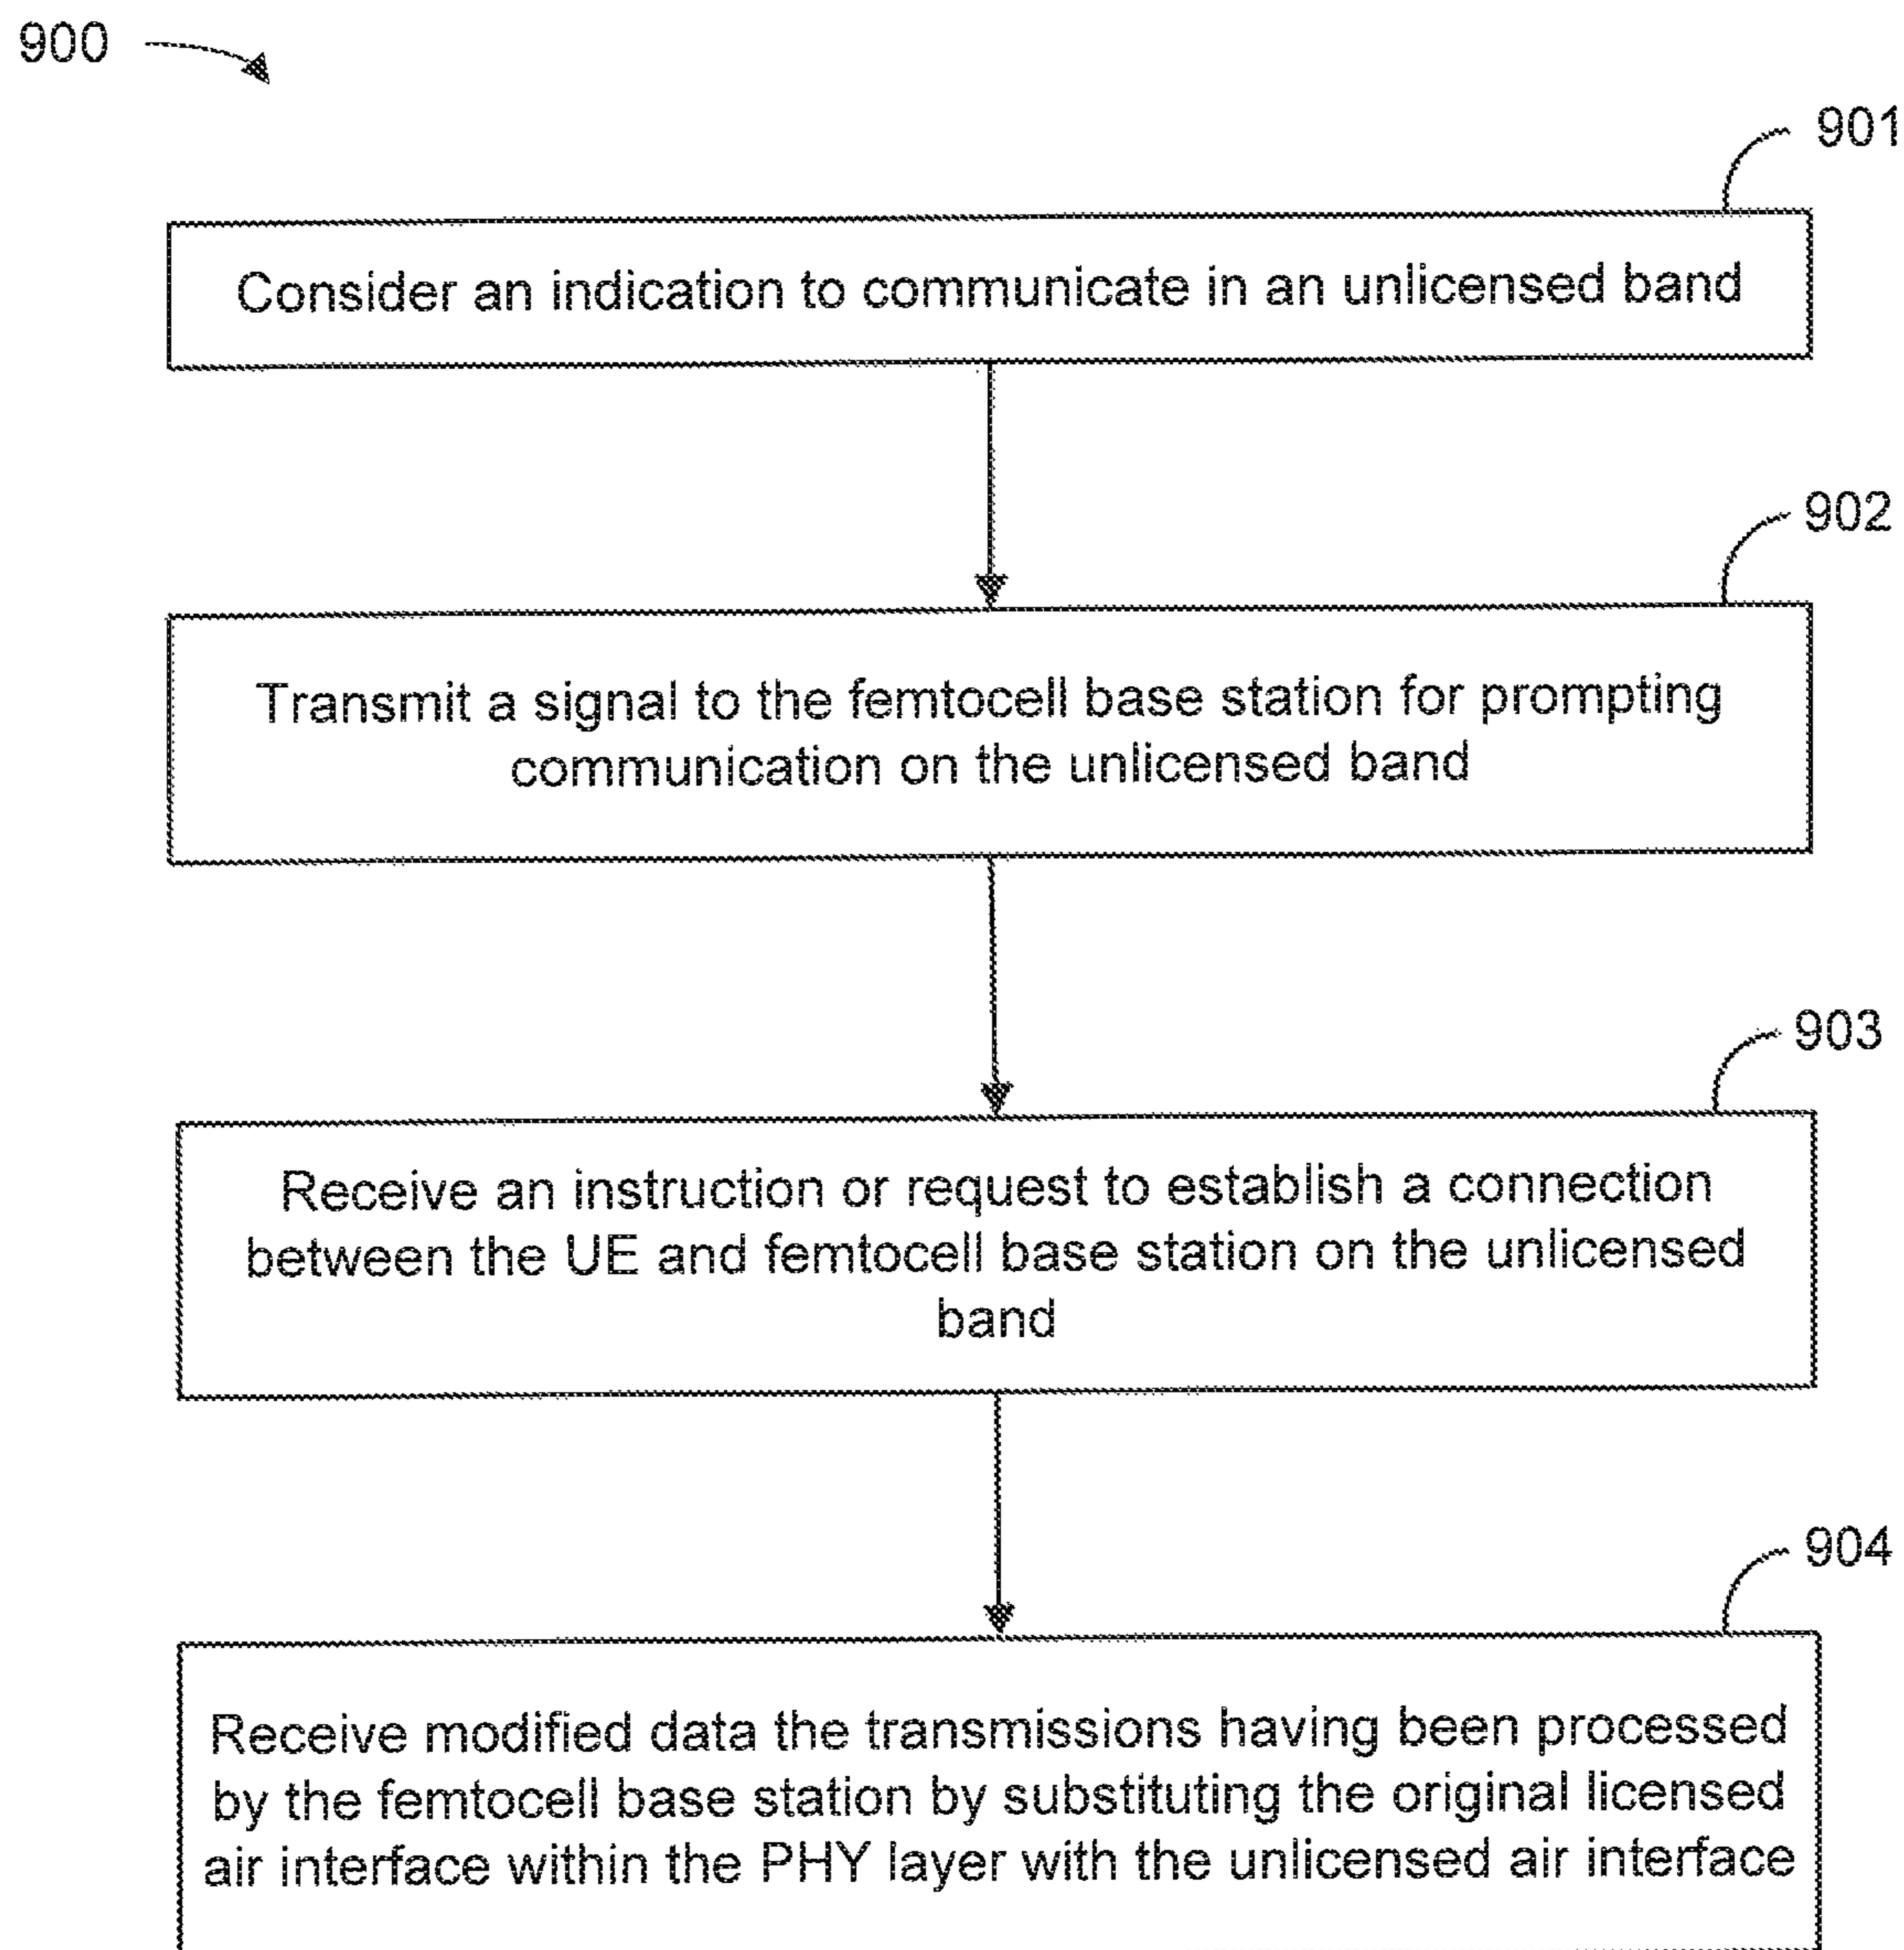 900
901
Consider an indication to communicate in an unlicensed band
902
Transmit a signal to the femtocell base station for prompting
communication on the unlicensed band
903
Receive an instruction or request to establish a connection
between the UE and femtocell base station on the unlicensed
band
904
Receive modified data the transmissions having been processed
by the femtocell base station by substituting the original licensed
air interface within the PHY layer with the unlicensed air interface